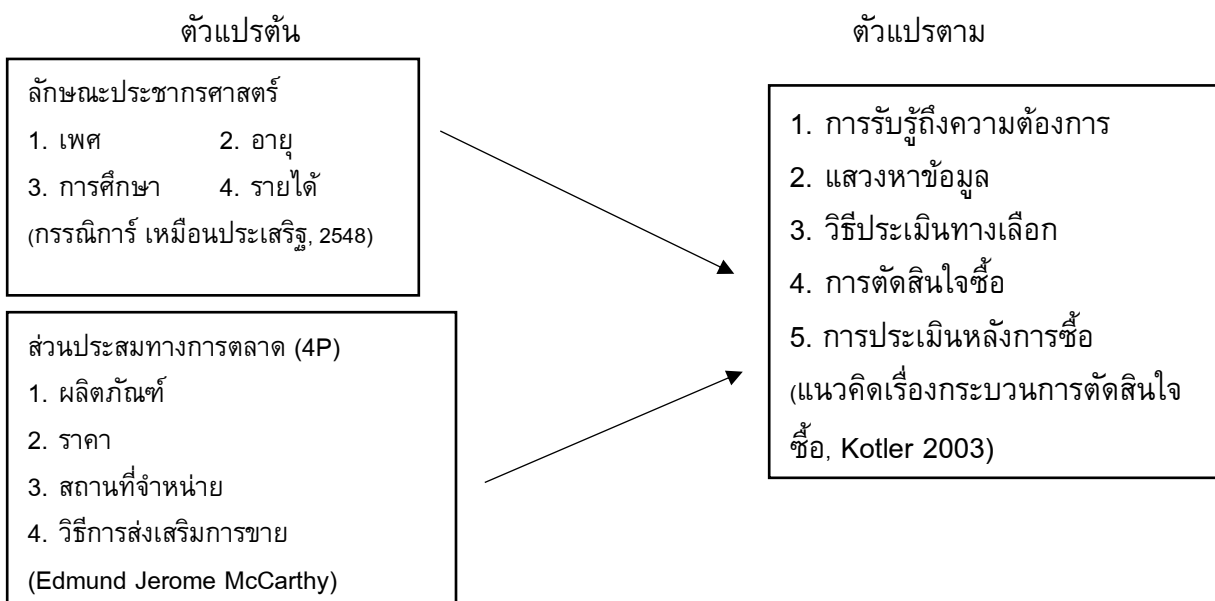 ตัวแปรต้น
ลักษณะประชากรศาสตร์
1. เพศ 2. อายุ
3. การศึกษา 4. รายได้
(กรรณิการ์ เหมือนประเสริฐ, 2548)
ส่วนประสมทางการตลาด (4P)
1. ผลิตภัณฑ์
2. ราคา
3. สถานที่จำหน่าย
4. วิธีการส่งเสริมการขาย
(Edmund Jerome McCarthy)
ตัวแปรตาม
1. การรับรู้ถึงความต้องการ
2. แสวงหาข้อมูล
3. วิธีประเมินทางเลือก
4. การตัดสินใจซื้อ
5. การประเมินหลังการซื้อ
(แนวคิดเรื่องกระบวนการตัดสินใจ
ซื้อ, Kotler 2003)